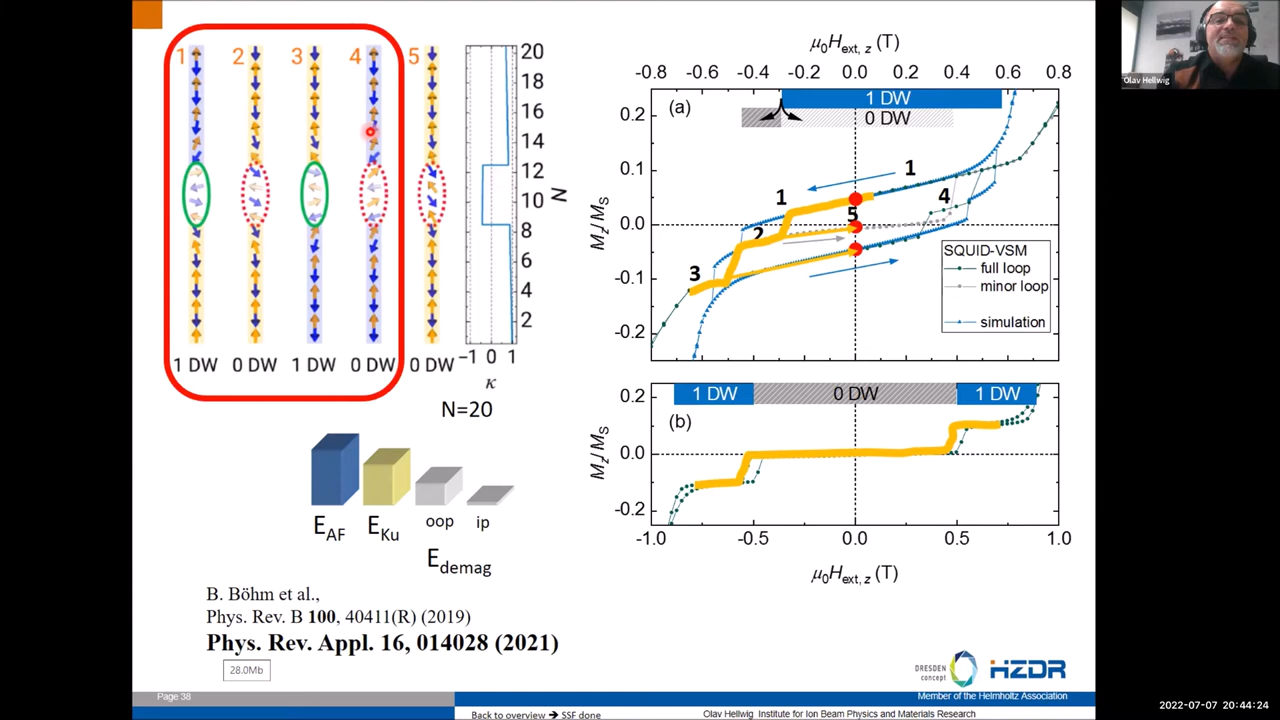 1 2 3 4 5
20
18
16
14
12
10
8
6
4
2
N
1 DW 0 DW 1 DW 0 DW 0 DW
−1 0 1
κ
N=20
E_AF E_Ku oop ip
E_demag
B. Böhm et al.,
Phys. Rev. B 100, 40411(R) (2019)
Phys. Rev. Appl. 16, 014028 (2021)
28.0Mb
μ₀H_ext, z (T)
-0.8 -0.6 -0.4 -0.2 0.0 0.2 0.4 0.6 0.8
(a)
1 DW
0 DW
0.2
0.1
0.0
-0.1
-0.2
M_z/M_S
1
1
4
5
2
3
SQUID-VSM
full loop
minor loop
simulation
1 DW 0 DW 1 DW
(b)
0.2
0.0
-0.2
M_z/M_S
-1.0 -0.5 0.0 0.5 1.0
μ₀H_ext, z (T)
DRESDEN
concept
HZDR
Page 38
Member of the Helmholtz Association
Back to overview → SSF done
Olav Hellwig Institute for Ion Beam Physics and Materials Research
Olav Hellwig
2022-07-07 20:44:24